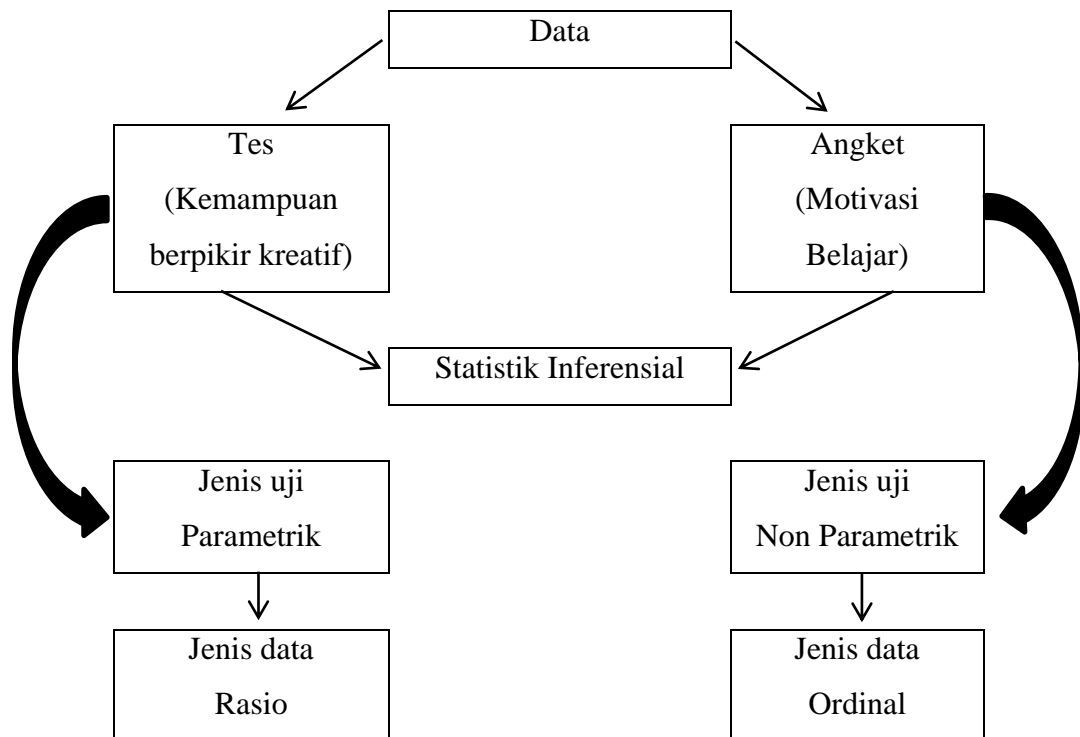 Data
Tes
(Kemampuan
berpikir kreatif)
Angket
(Motivasi
Belajar)
Statistik Inferensial
Jenis uji
Parametrik
Jenis uji
Non Parametrik
Jenis data
Rasio
Jenis data
Ordinal